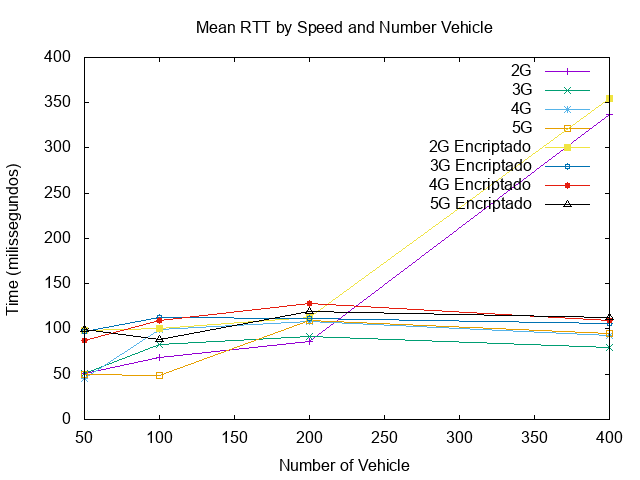 Mean RTT by Speed and Number Vehicle
400
350
300
250
200
150
100
50
0
Time (milissegundos)
2G
3G
4G
5G
2G Encriptado
3G Encriptado
4G Encriptado
5G Encriptado
50 100 150 200 250 300 350 400
Number of Vehicle